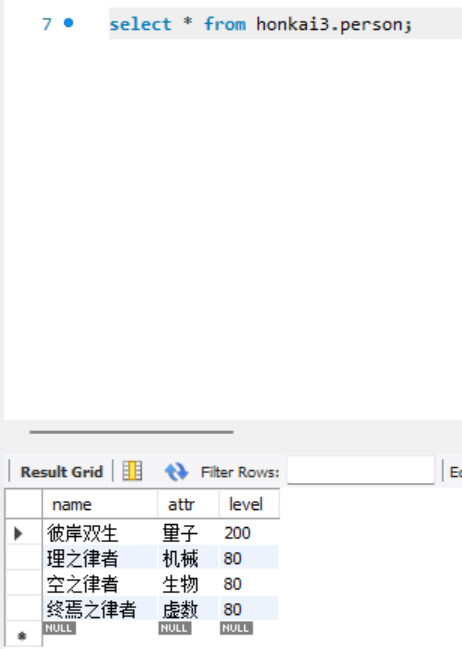 7 select * from honkai3.person;
Result Grid Filter Rows:
name attr level
彼岸双生 量子 200
理之律者 机械 80
空之律者 生物 80
终焉之律者 虚数 80
NULL NULL NULL